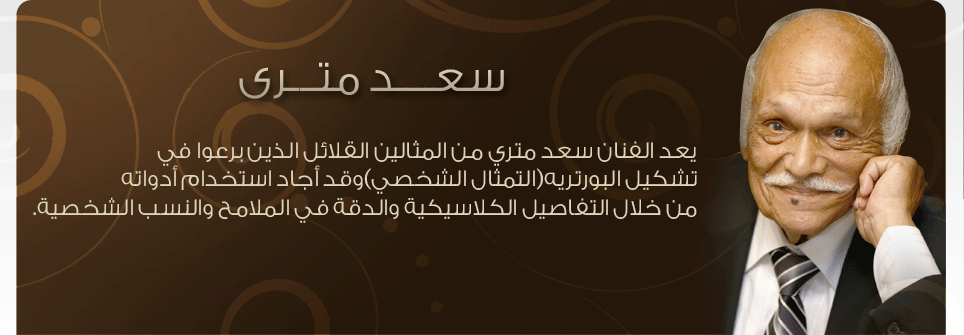 سعد مترى
يعد الفنان سعد متري من المثالين القلائل الذين برعوا في
تشكيل البورتريه(التمثال الشخصي)وقد أجاد استخدام أدواته
من خلال التفاصيل الكلاسيكية والدقة في الملامح والنسب الشخصية.